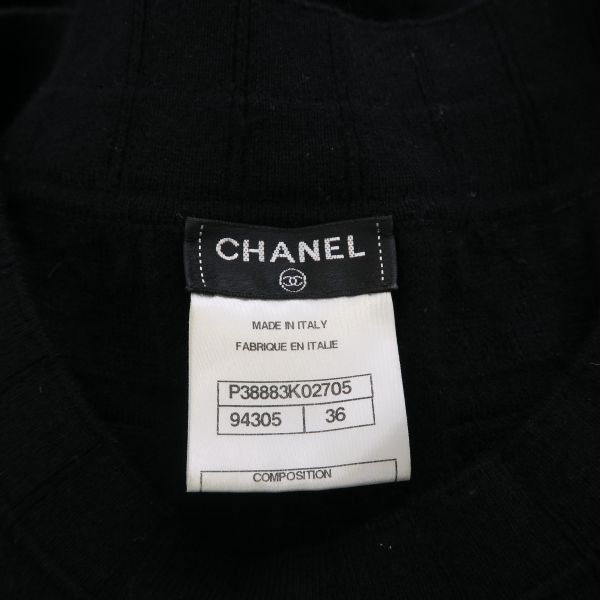 CHANEL
MADE IN ITALY
FABRIQUE EN ITALIE
P38883K02705
94305 36
COMPOSITION